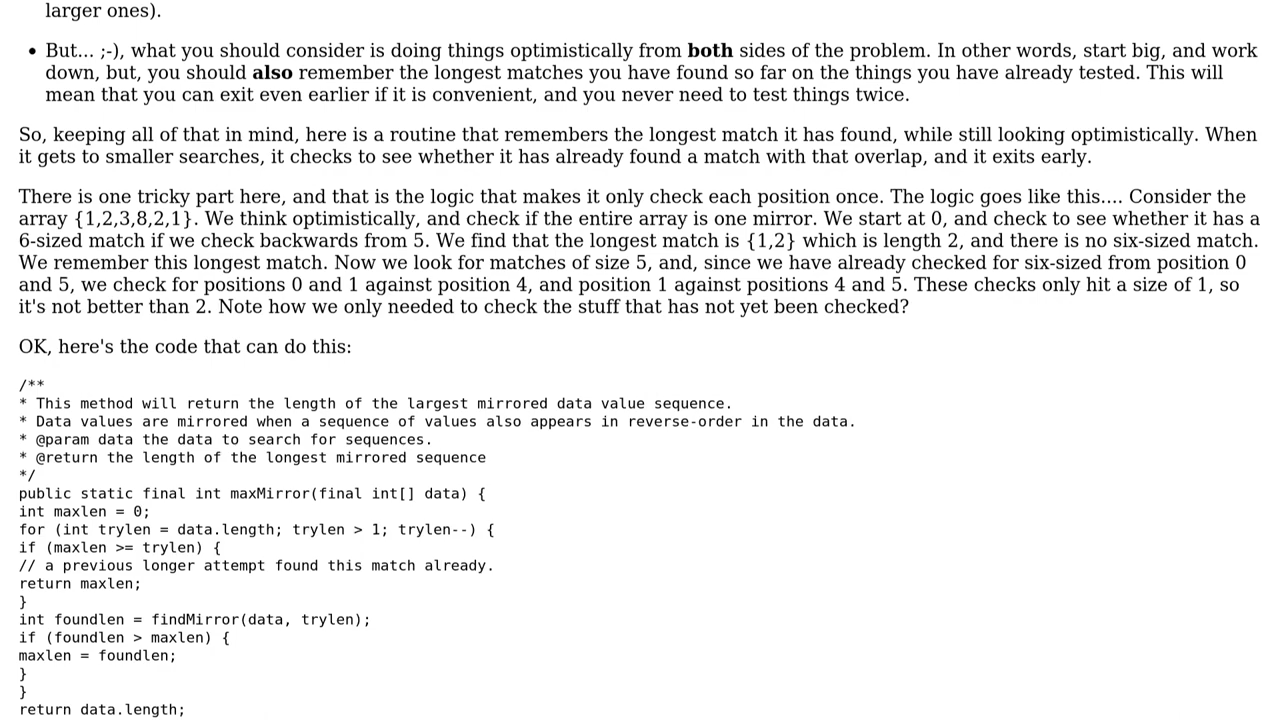 larger ones).
• But... ;-), what you should consider is doing things optimistically from both sides of the problem. In other words, start big, and work
down, but, you should also remember the longest matches you have found so far on the things you have already tested. This will
mean that you can exit even earlier if it is convenient, and you never need to test things twice.
So, keeping all of that in mind, here is a routine that remembers the longest match it has found, while still looking optimistically. When
it gets to smaller searches, it checks to see whether it has already found a match with that overlap, and it exits early.
There is one tricky part here, and that is the logic that makes it only check each position once. The logic goes like this.... Consider the
array {1,2,3,8,2,1}. We think optimistically, and check if the entire array is one mirror. We start at 0, and check to see whether it has a
6-sized match if we check backwards from 5. We find that the longest match is {1,2} which is length 2, and there is no six-sized match.
We remember this longest match. Now we look for matches of size 5, and, since we have already checked for six-sized from position 0
and 5, we check for positions 0 and 1 against position 4, and position 1 against positions 4 and 5. These checks only hit a size of 1, so
it's not better than 2. Note how we only needed to check the stuff that has not yet been checked?
OK, here's the code that can do this:
/**
* This method will return the length of the largest mirrored data value sequence.
* Data values are mirrored when a sequence of values also appears in reverse-order in the data.
* @param data the data to search for sequences.
* @return the length of the longest mirrored sequence
*/
public static final int maxMirror(final int[] data) {
int maxlen = 0;
for (int trylen = data.length; trylen > 1; trylen--) {
if (maxlen >= trylen) {
// a previous longer attempt found this match already.
return maxlen;
}
int foundlen = findMirror(data, trylen);
if (foundlen > maxlen) {
maxlen = foundlen;
}
}
return data.length;